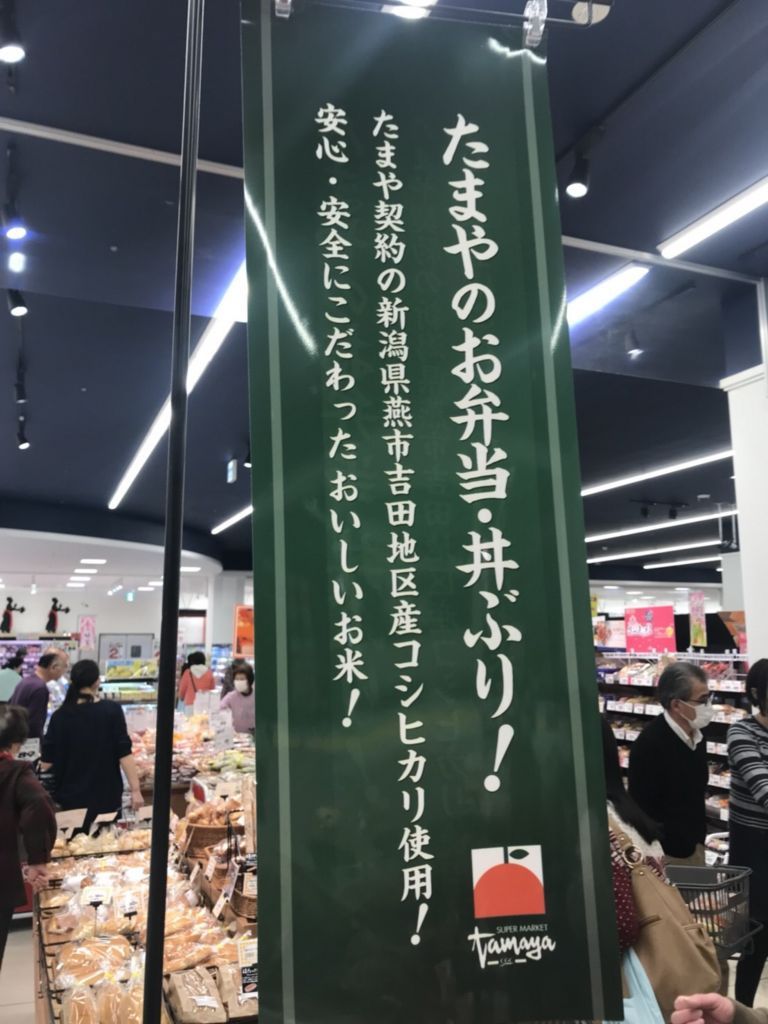 たまやのお弁当・丼ぶり！
たまや契約の新潟県燕市吉田地区産コシヒカリ使用！
安心・安全にこだわった おいしいお米！
SUPER MARKET
tamaya